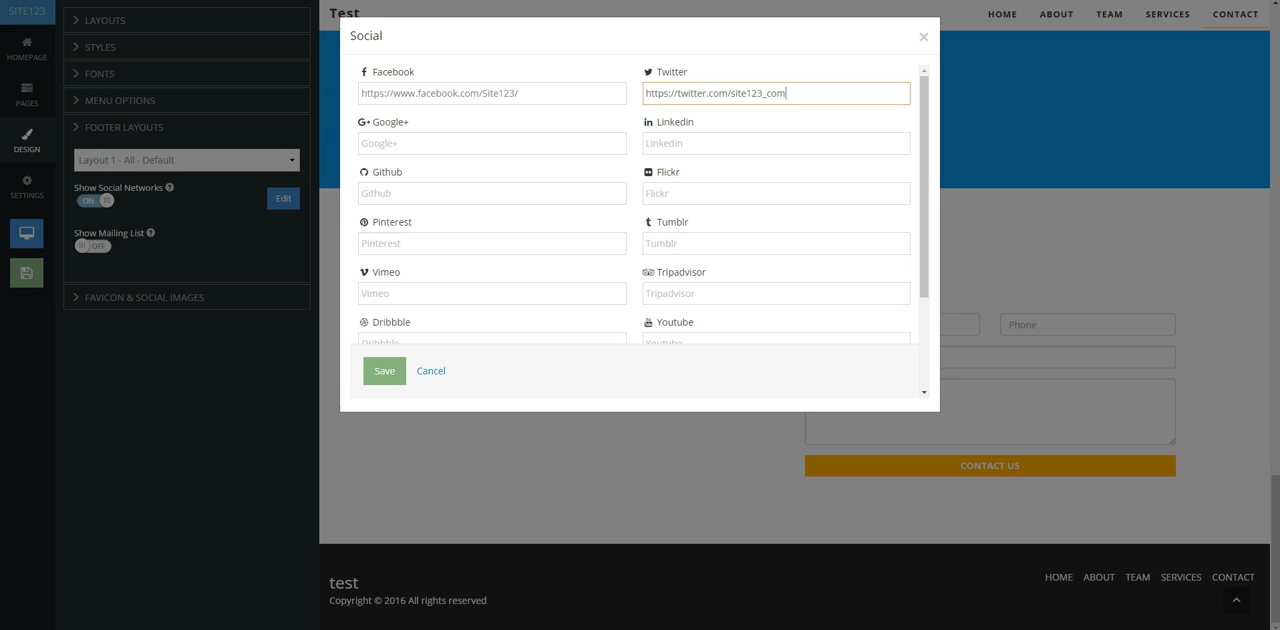 SITE123
HOMEPAGE
PAGES
DESIGN
SETTINGS
LAYOUTS
STYLES
FONTS
MENU OPTIONS
FOOTER LAYOUTS
Layout 1 - All - Default
Show Social Networks
ON
Edit
Show Mailing List
OFF
FAVICON & SOCIAL IMAGES
Test
HOME ABOUT TEAM SERVICES CONTACT
Social
×
Facebook
https://www.facebook.com/Site123/
Twitter
https://twitter.com/site123_com
Google+
Google+
Linkedin
Linkedin
Github
Github
Flickr
Flickr
Pinterest
Pinterest
Tumblr
Tumblr
Vimeo
Vimeo
Tripadvisor
Tripadvisor
Dribbble
Dribbble
Youtube
Youtube
Save Cancel
Phone
CONTACT US
test
Copyright © 2016 All rights reserved
HOME ABOUT TEAM SERVICES CONTACT